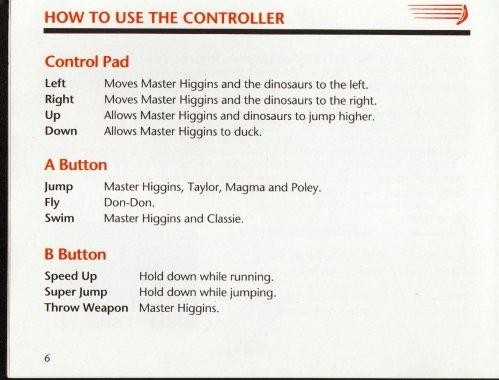 HOW TO USE THE CONTROLLER
Control Pad
Left Moves Master Higgins and the dinosaurs to the left.
Right Moves Master Higgins and the dinosaurs to the right.
Up Allows Master Higgins and dinosaurs to jump higher.
Down Allows Master Higgins to duck.
A Button
Jump Master Higgins, Taylor, Magma and Poley.
Fly Don-Don.
Swim Master Higgins and Classie.
B Button
Speed Up Hold down while running.
Super Jump Hold down while jumping.
Throw Weapon Master Higgins.
6